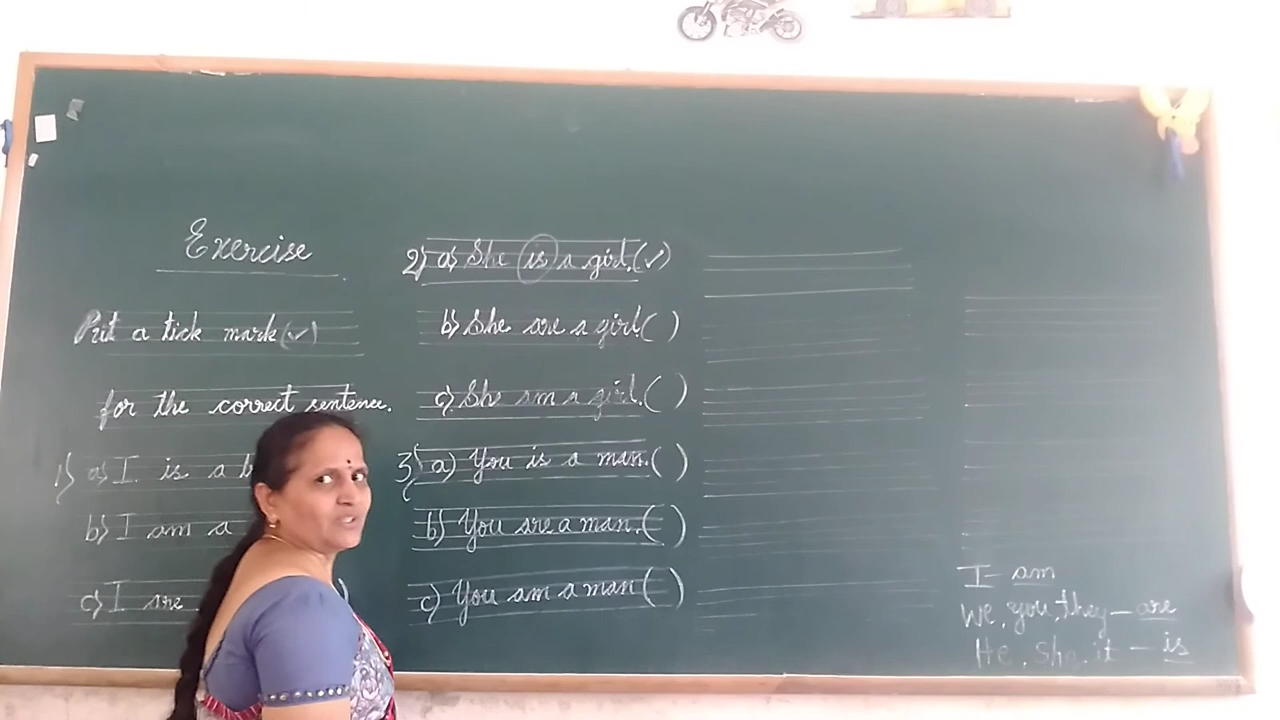 Exercise
Put a tick mark (✓)
for the correct sentence.
1) a) I is a
b) I am a
c) I are
2) a) She is a girl. (✓)
b) She are a girl. ( )
c) She am a girl. ( )
3) a) You is a man. ( )
b) You are a man. ( )
c) You am a man ( )
I - am
We, you, they - are
He, she, it - is